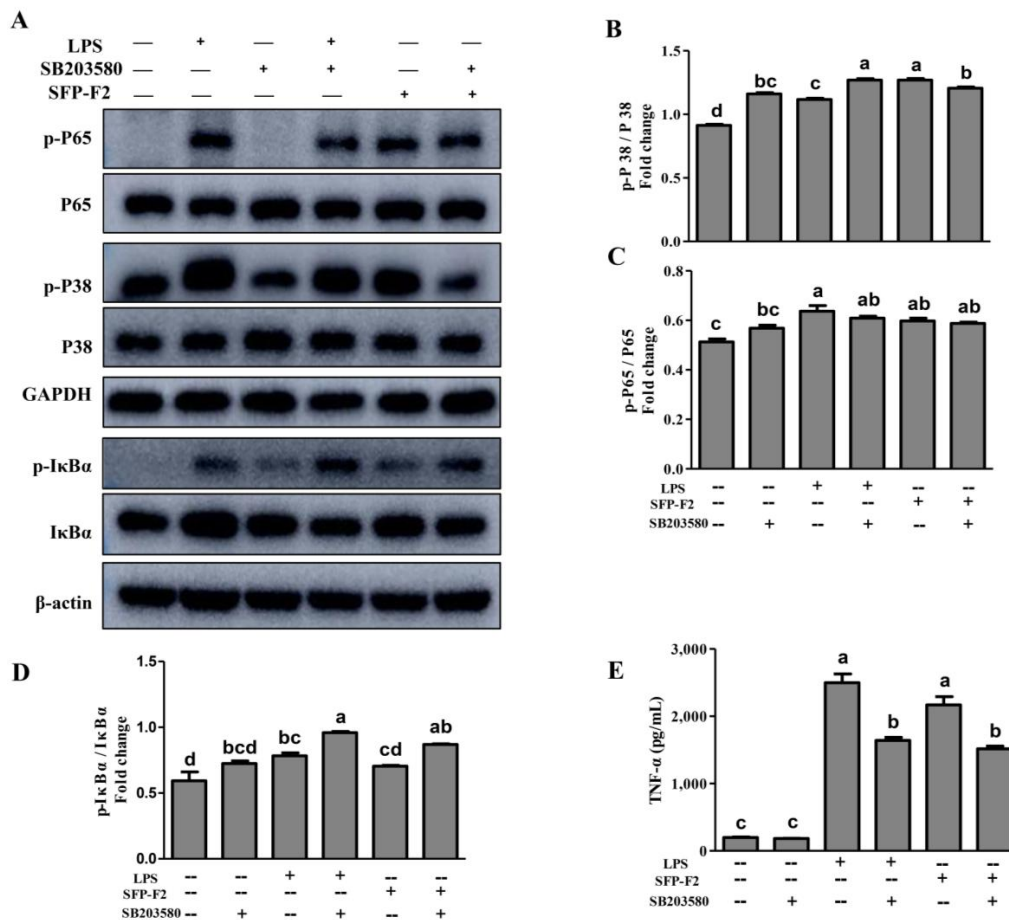 A
LPS — + — + — —
SB203580 — — + + — +
SFP-F2 — — — — + +
p-P65
P65
p-P38
P38
GAPDH
p-IκBα
IκBα
β-actin
B
p-P 38 / P 38
Fold change
1.5
1.0
0.5
0.0
d bc c a a b
C
p-P65 / P65
Fold change
0.8
0.6
0.4
0.2
0.0
c bc a ab ab ab
LPS -- -- + + -- --
SFP-F2 -- -- -- -- + +
SB203580 -- + -- + -- +
D
p-IκBα / IκBα
Fold change
1.5
1.0
0.5
0.0
d bcd bc a cd ab
LPS -- -- + + -- --
SFP-F2 -- -- -- -- + +
SB203580 -- + -- + -- +
E
TNF-α (pg/mL)
3,000
2,000
1,000
0
c c a b a b
LPS -- -- + + -- --
SFP-F2 -- -- -- -- + +
SB203580 -- + -- + -- +